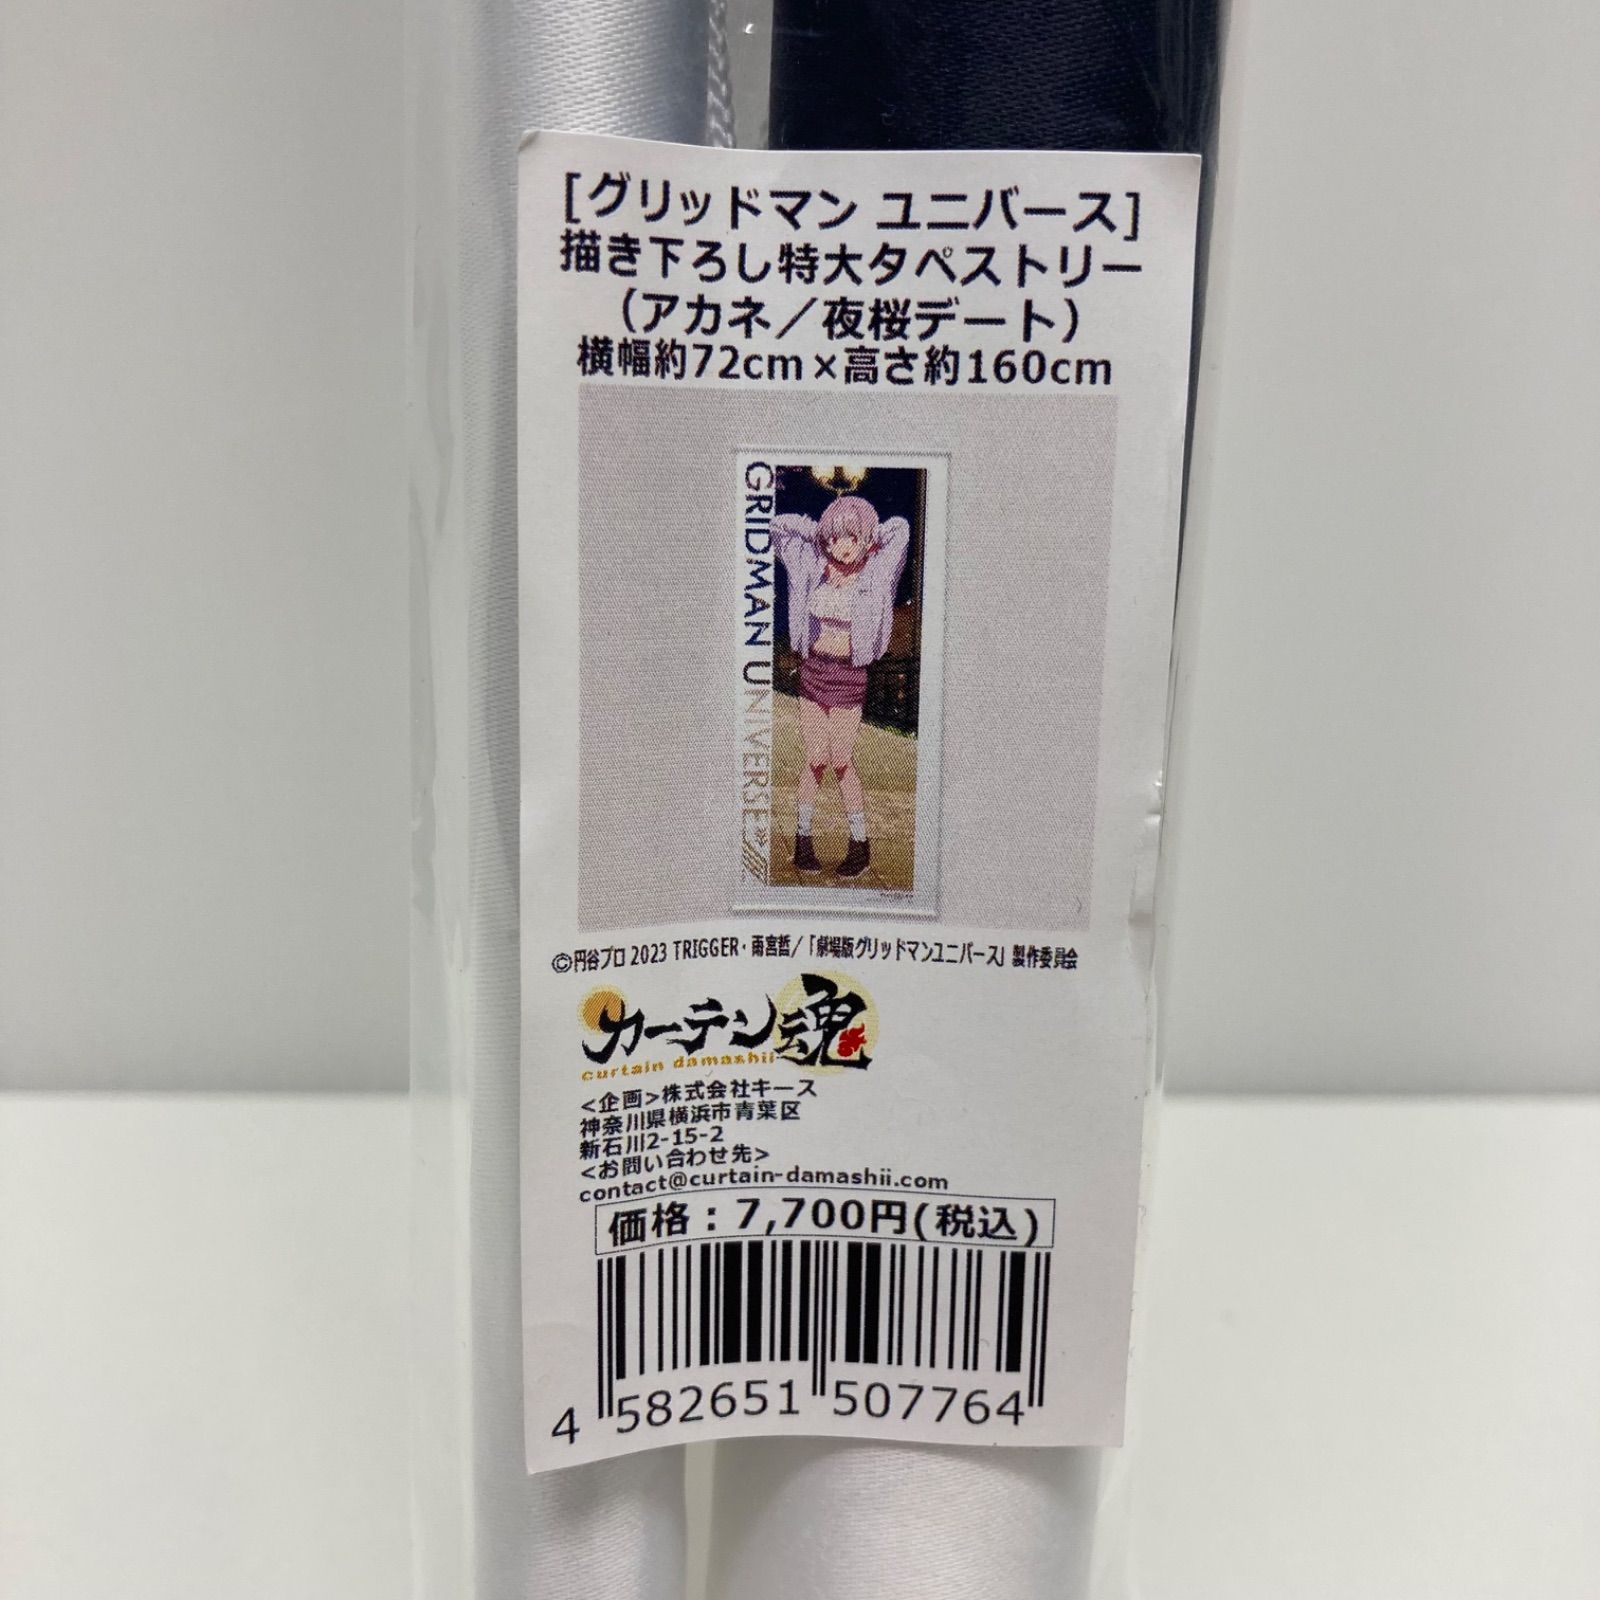 [グリッドマン ユニバース]
描き下ろし特大タペストリー
（アカネ／夜桜デート）
横幅約72cm×高さ約160cm
GRIDMAN UNIVERSE
©円谷プロ 2023 TRIGGER・雨宮哲/「劇場版グリッドマンユニバース」製作委員会
カーテン魂
curtain damashii
<企画>株式会社キース
神奈川県横浜市青葉区
新石川2-15-2
<お問い合わせ先>
contact@curtain-damashii.com
価格：7,700円(税込)
4 582651 507764